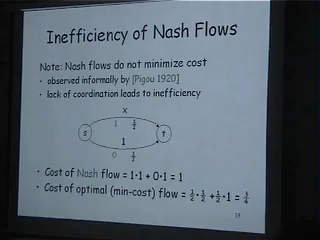 Inefficiency of Nash Flows
Note: Nash flows do not minimize cost
• observed informally by [Pigou 1920]
• lack of coordination leads to inefficiency
x
1 ½
s t
1
0 ½
• Cost of Nash flow = 1·1 + 0·1 = 1
• Cost of optimal (min-cost) flow = ½·½ +½·1 = ¾